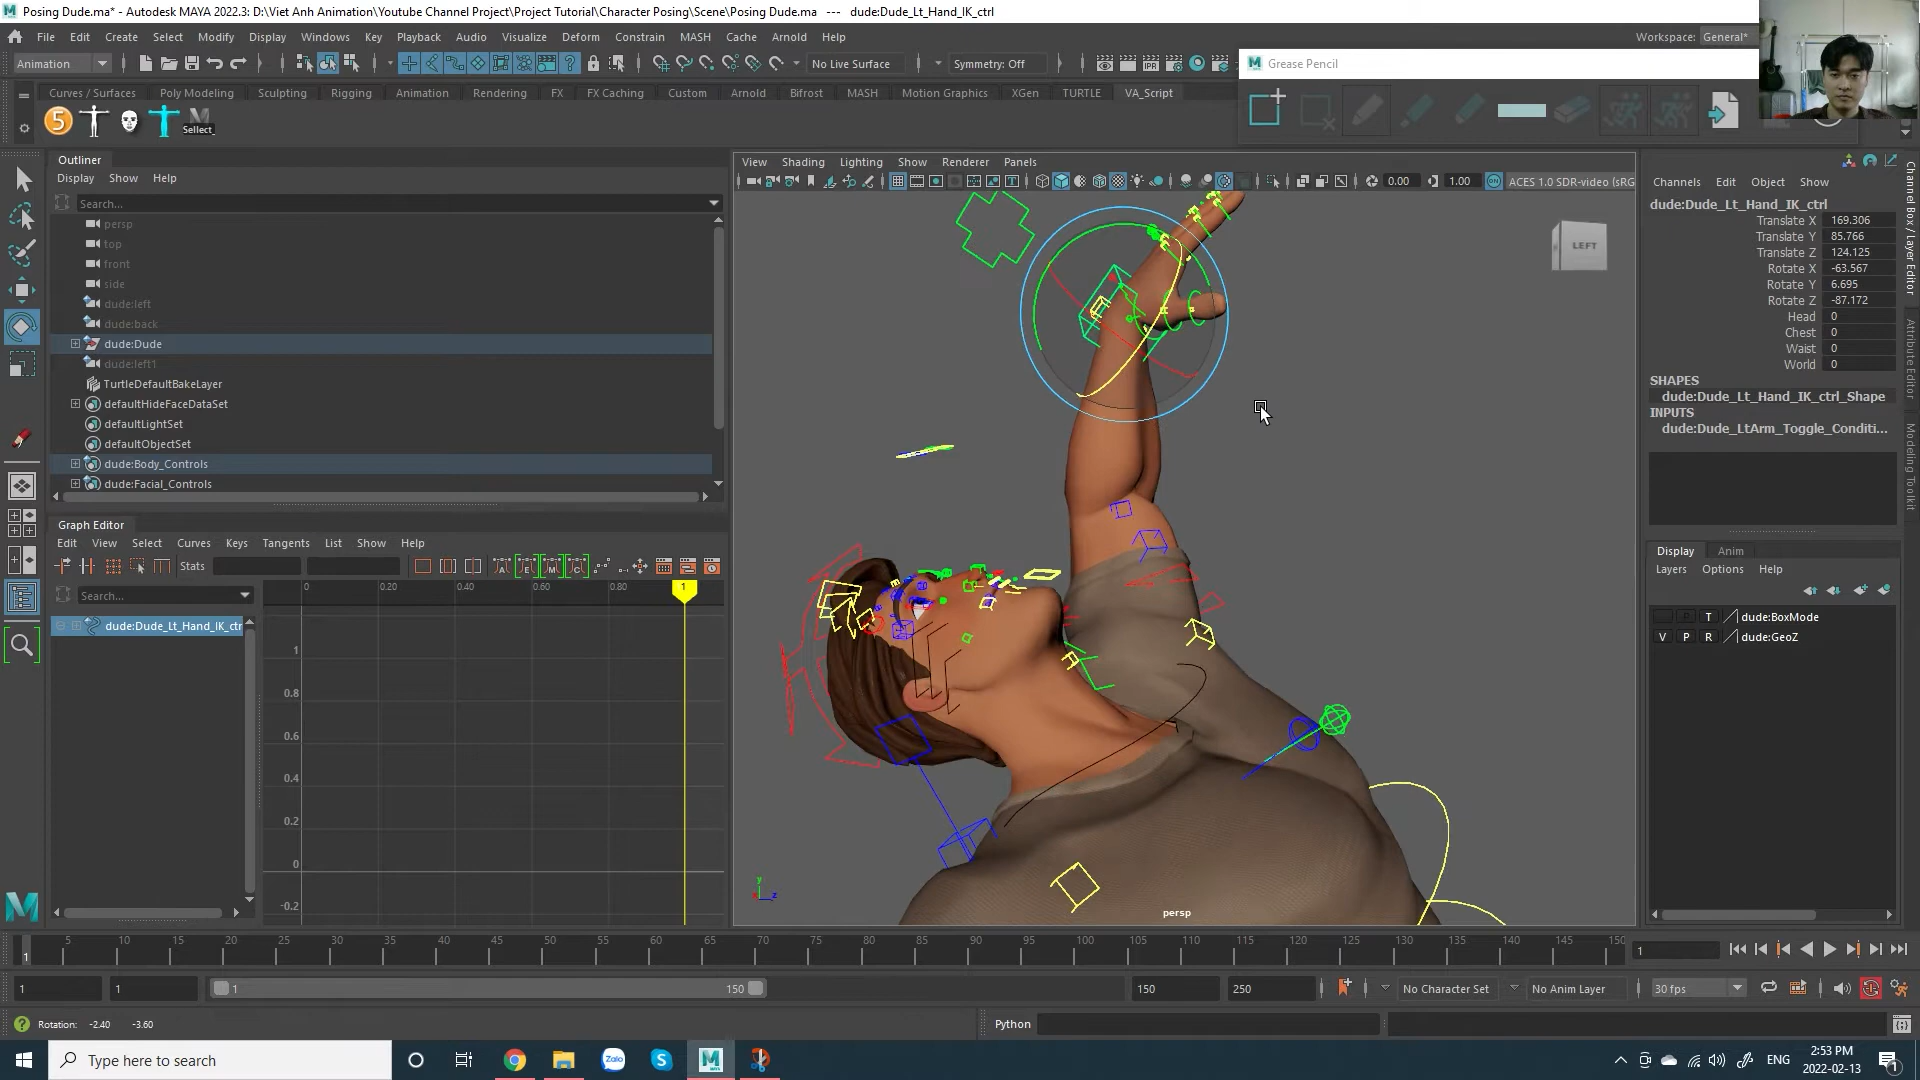 Posing Dude.ma* - Autodesk MAYA 2022.3: D:\Viet Anh Animation\Youtube Channel Project\Project Tutorial\Character Posing\Scene\Posing Dude.ma   ---   dude:Dude_Lt_Hand_IK_ctrl
File Edit Create Select Modify Display Windows Key Playback Audio Visualize Deform Constrain MASH Cache Arnold Help
Workspace: General*
Animation
No Live Surface
Symmetry: Off
Grease Pencil
Curves / Surfaces Poly Modeling Sculpting Rigging Animation Rendering FX FX Caching Custom Arnold Bifrost MASH Motion Graphics XGen TURTLE VA_Script
5
Sellect_
Outliner
Display Show Help
Search...
persp
top
front
side
dude:left
dude:back
dude:Dude
dude:left1
TurtleDefaultBakeLayer
defaultHideFaceDataSet
defaultLightSet
defaultObjectSet
dude:Body_Controls
dude:Facial_Controls
Graph Editor
Edit View Select Curves Keys Tangents List Show Help
Stats
Search...
dude:Dude_Lt_Hand_IK_ctr
0 0.20 0.40 0.60 0.80 1
1
0.8
0.6
0.4
0.2
0
-0.2
View Shading Lighting Show Renderer Panels
0.00
1.00
ACES 1.0 SDR-video (sRG
LEFT
persp
y
z
Channels Edit Object Show
dude:Dude_Lt_Hand_IK_ctrl
Translate X 169.306
Translate Y 85.766
Translate Z 124.125
Rotate X -63.567
Rotate Y 6.695
Rotate Z -87.172
Head 0
Chest 0
Waist 0
World 0
SHAPES
dude:Dude_Lt_Hand_IK_ctrl_Shape
INPUTS
dude:Dude_LtArm_Toggle_Conditi...
Channel Box / Layer Editor
Attribute Editor
Modeling Toolkit
Display Anim
Layers Options Help
P T dude:BoxMode
V P R dude:GeoZ
1 5 10 15 20 25 30 35 40 45 50 55 60 65 70 75 80 85 90 95 100 105 110 115 120 125 130 135 140 145 150
1
1 1 1 150 150 250
No Character Set
No Anim Layer
30 fps
Rotation: -2.40 -3.60
Python
Type here to search
Zalo
ENG
2:53 PM
2022-02-13
1